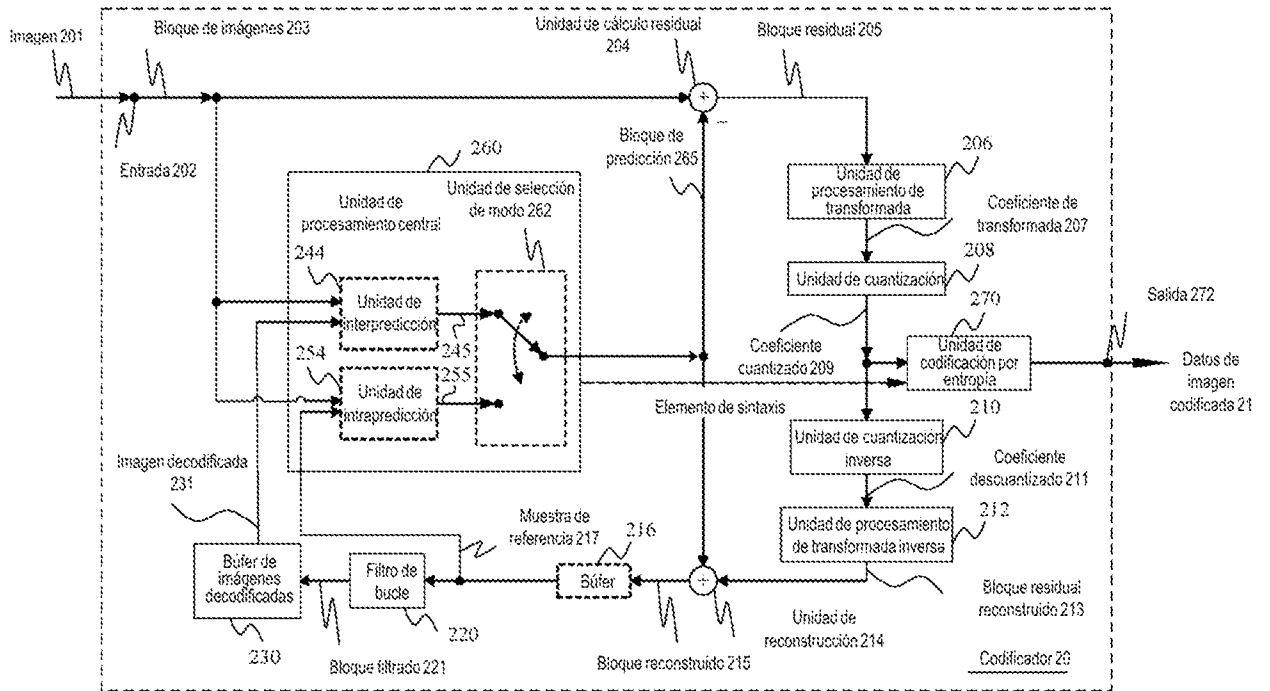 Imagen 201
Bloque de imágenes 203
Unidad de cálculo residual
204
Bloque residual 205
Entrada 202
260
Bloque de
predicción 265
206
Unidad de
procesamiento de
transformada
Unidad de
procesamiento central
Unidad de selección
de modo 262
Coeficiente de
transformada 207
244
208
Unidad de cuantización
Unidad de
interpredicción
245
270
Salida 272
254
255
Coeficiente
cuantizado 209
Unidad de
codificación por
entropía
Datos de
imagen
codificada 21
Unidad de
intrapredicción
Elemento de sintaxis
210
Unidad de cuantización
inversa
Imagen decodificada
231
Coeficiente
descuantizado 211
Muestra de
referencia 217
216
212
Unidad de procesamiento
de transformada inversa
Búfer de
imágenes
decodificadas
Filtro de
bucle
Búfer
Bloque residual
reconstruido 213
230
220
Unidad de
reconstrucción 214
Bloque filtrado 221
Bloque reconstruido 215
Codificador 20